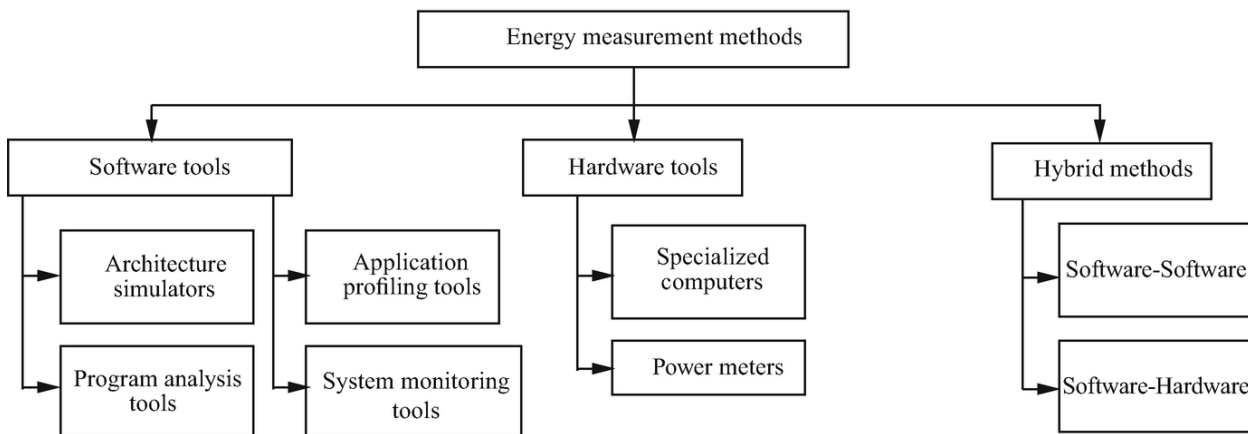 Energy measurement methods
Software tools
Hardware tools
Hybrid methods
Architecture
simulators
Application
profiling tools
Specialized
computers
Software-Software
Program analysis
tools
System monitoring
tools
Power meters
Software-Hardware